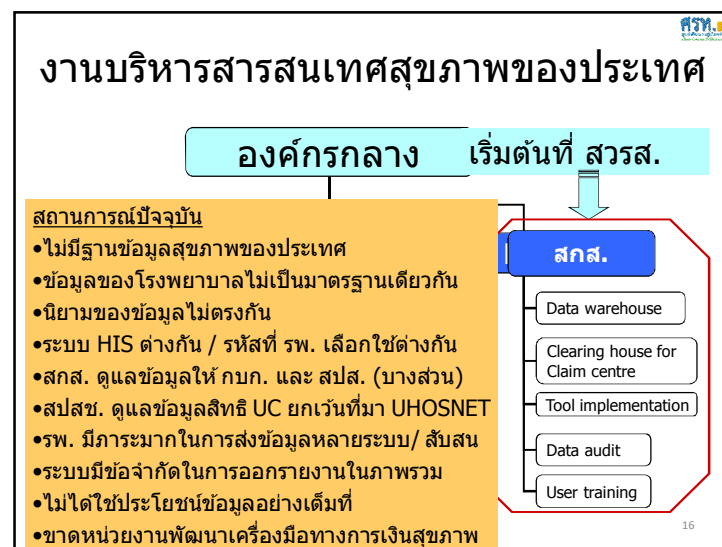 ศรท.
งานบริหารสารสนเทศสุขภาพของประเทศ
องค์กรกลาง
เริ่มต้นที่ สวรส.
สถานการณ์ปัจจุบัน
•ไม่มีฐานข้อมูลสุขภาพของประเทศ
•ข้อมูลของโรงพยาบาลไม่เป็นมาตรฐานเดียวกัน
•นิยามของข้อมูลไม่ตรงกัน
•ระบบ HIS ต่างกัน / รหัสที่ รพ. เลือกใช้ต่างกัน
•สกส. ดูแลข้อมูลให้ กบก. และ สปส. (บางส่วน)
•สปสช. ดูแลข้อมูลสิทธิ UC ยกเว้นที่มา UHOSNET
•รพ. มีภาระมากในการส่งข้อมูลหลายระบบ/ สับสน
•ระบบมีข้อจำกัดในการออกรายงานในภาพรวม
•ไม่ได้ใช้ประโยชน์ข้อมูลอย่างเต็มที่
•ขาดหน่วยงานพัฒนาเครื่องมือทางการเงินสุขภาพ
สกส.
Data warehouse
Clearing house for
Claim centre
Tool implementation
Data audit
User training
16